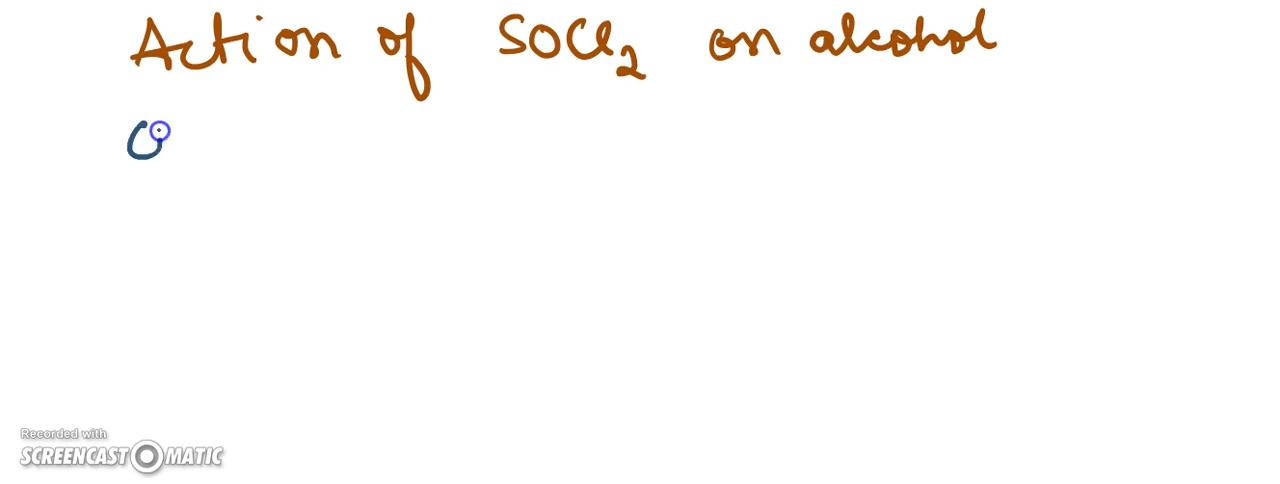 Action of SOCl₂ on alcohol
Recorded with
SCREENCAST MATIC